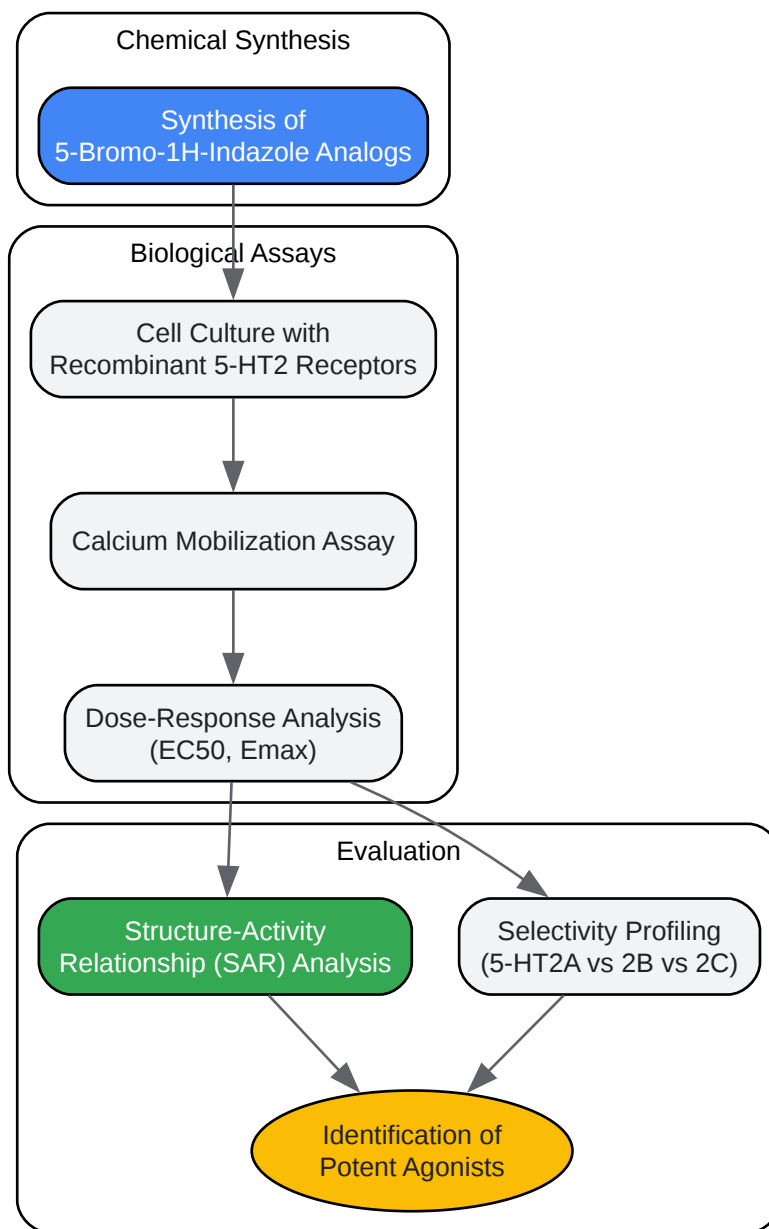 Chemical Synthesis
Synthesis of
5-Bromo-1H-Indazole Analogs
Biological Assays
Cell Culture with
Recombinant 5-HT2 Receptors
Calcium Mobilization Assay
Dose-Response Analysis
(EC50, Emax)
Evaluation
Structure-Activity
Relationship (SAR) Analysis
Selectivity Profiling
(5-HT2A vs 2B vs 2C)
Identification of
Potent Agonists